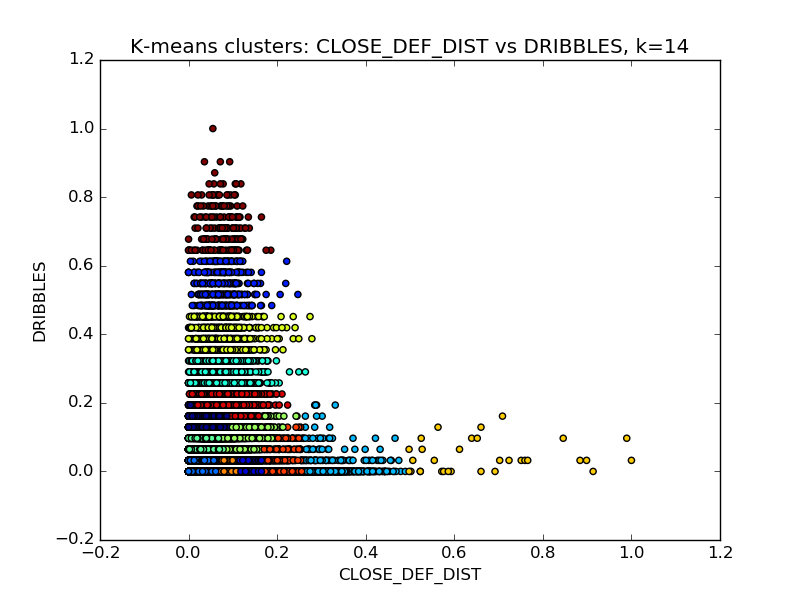 K-means clusters: CLOSE_DEF_DIST vs DRIBBLES, k=14
1.2
1.0
0.8
0.6
0.4
0.2
0.0
−0.2
DRIBBLES
−0.2 0.0 0.2 0.4 0.6 0.8 1.0 1.2
CLOSE_DEF_DIST